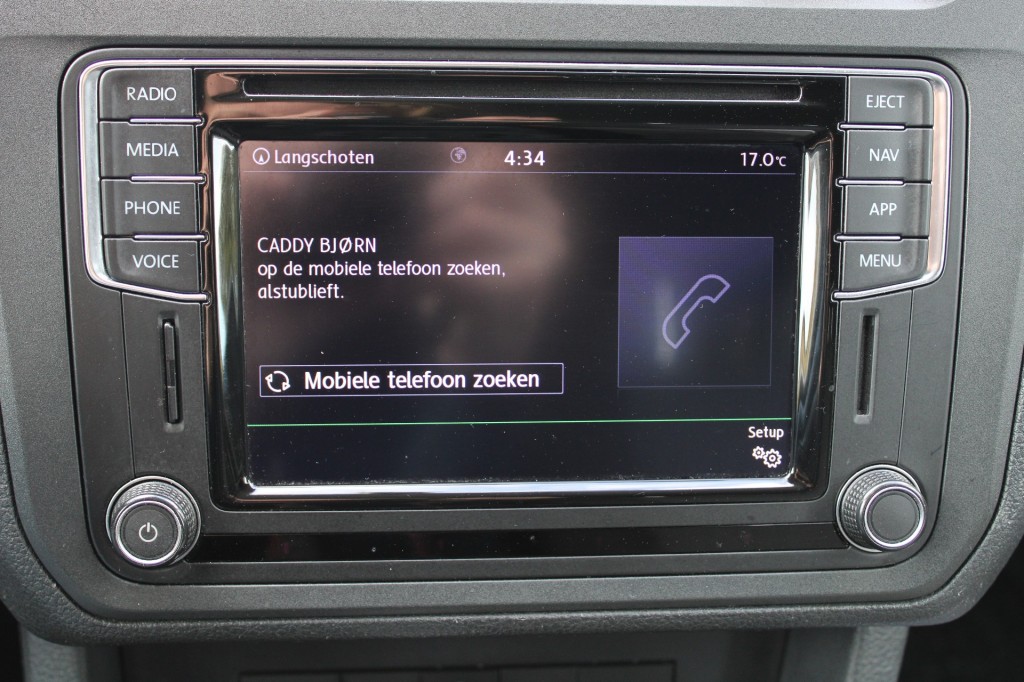 RADIO
MEDIA
PHONE
VOICE
Langschoten 4:34 17.0°C
CADDY BJØRN
op de mobiele telefoon zoeken,
alstublieft.
Mobiele telefoon zoeken
Setup
EJECT
NAV
APP
MENU